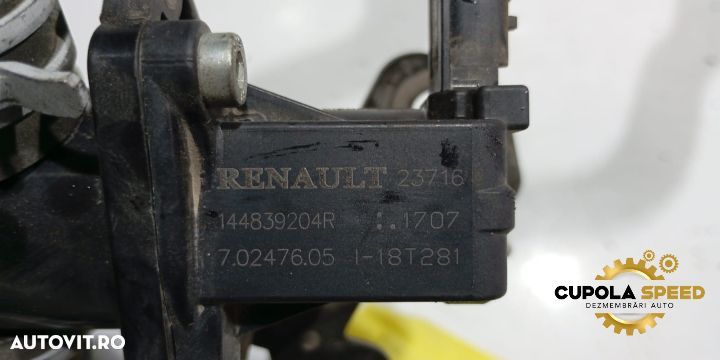 RENAULT 23716
144839204R :.1707
7.02476.05 I-18T281
CUPOLA SPEED
DEZMEMBRĂRI AUTO
AUTOVIT.RO